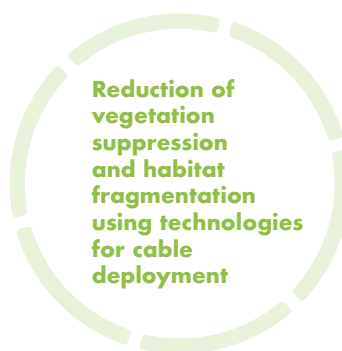 Reduction of
vegetation
suppression
and habitat
fragmentation
using technologies
for cable
deployment